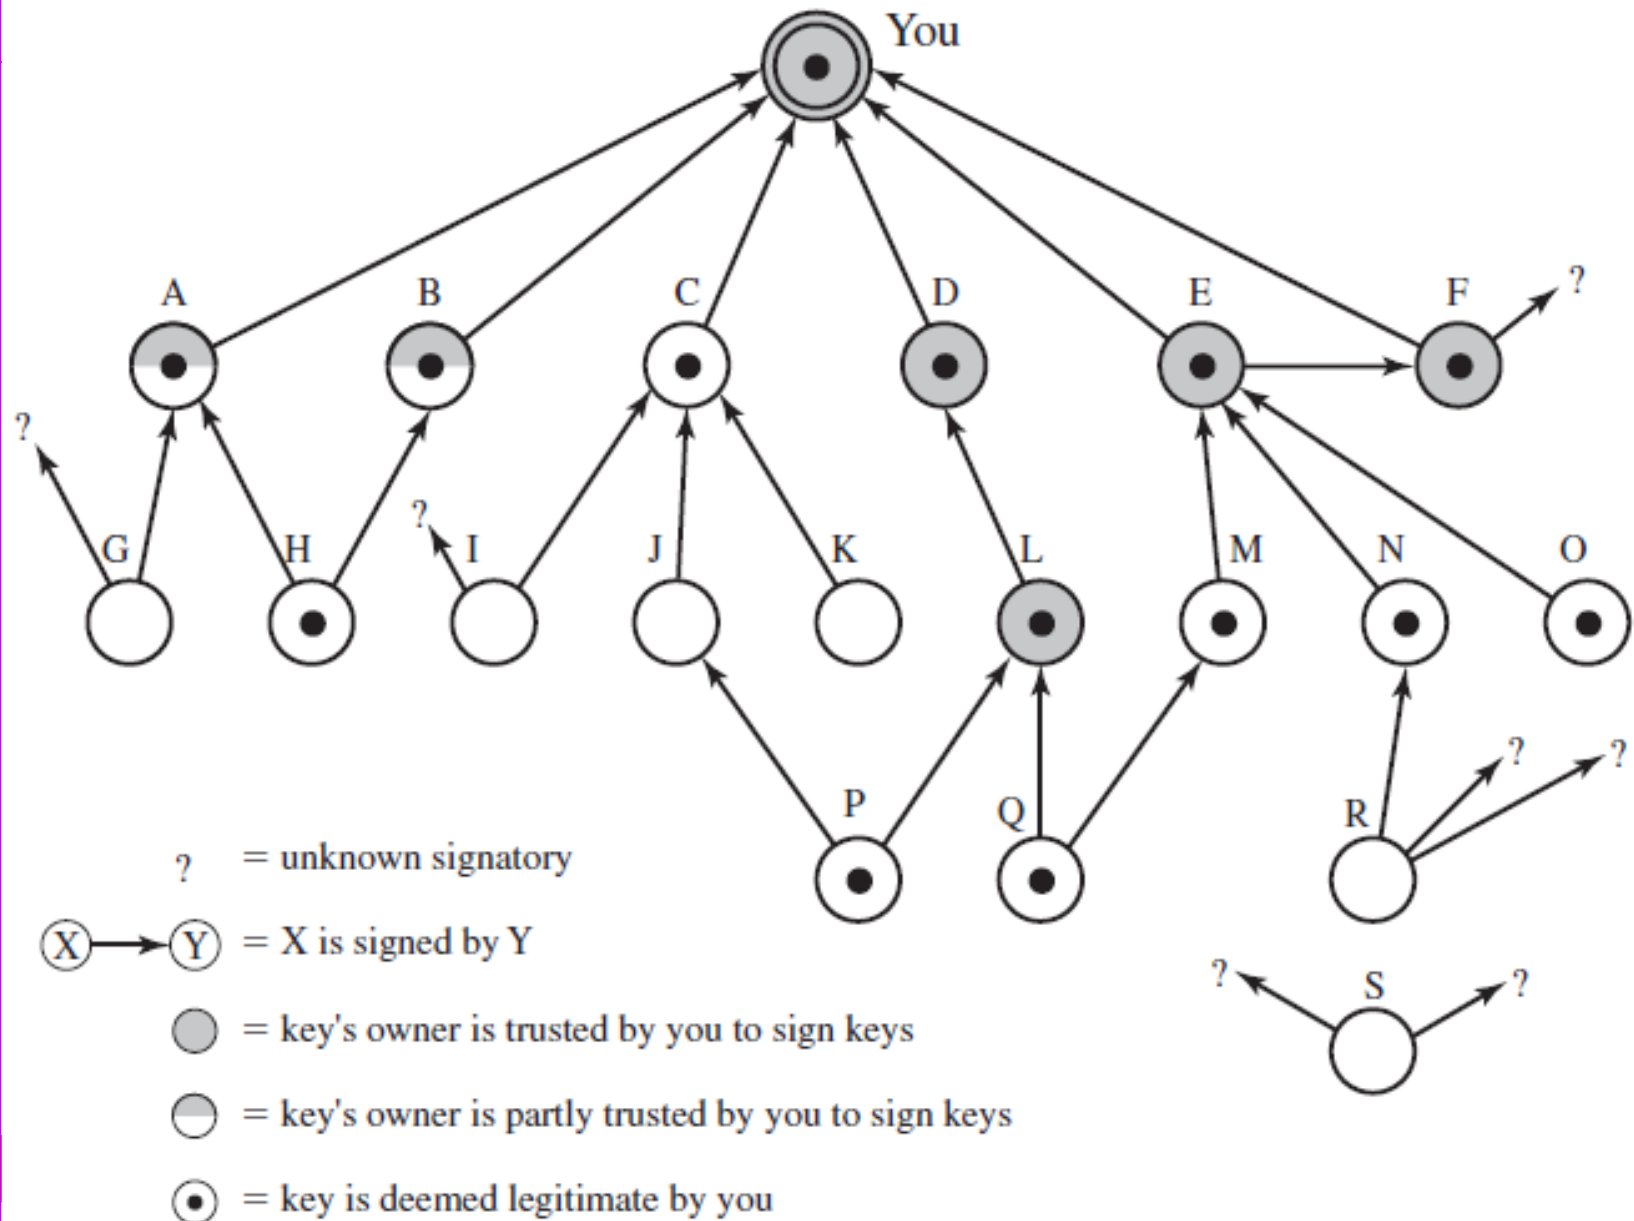 You
A B C D E F ?
?
G H ? I J K L M N O
? ?
P Q R
? = unknown signatory
X Y = X is signed by Y
? S ?
= key's owner is trusted by you to sign keys
= key's owner is partly trusted by you to sign keys
= key is deemed legitimate by you